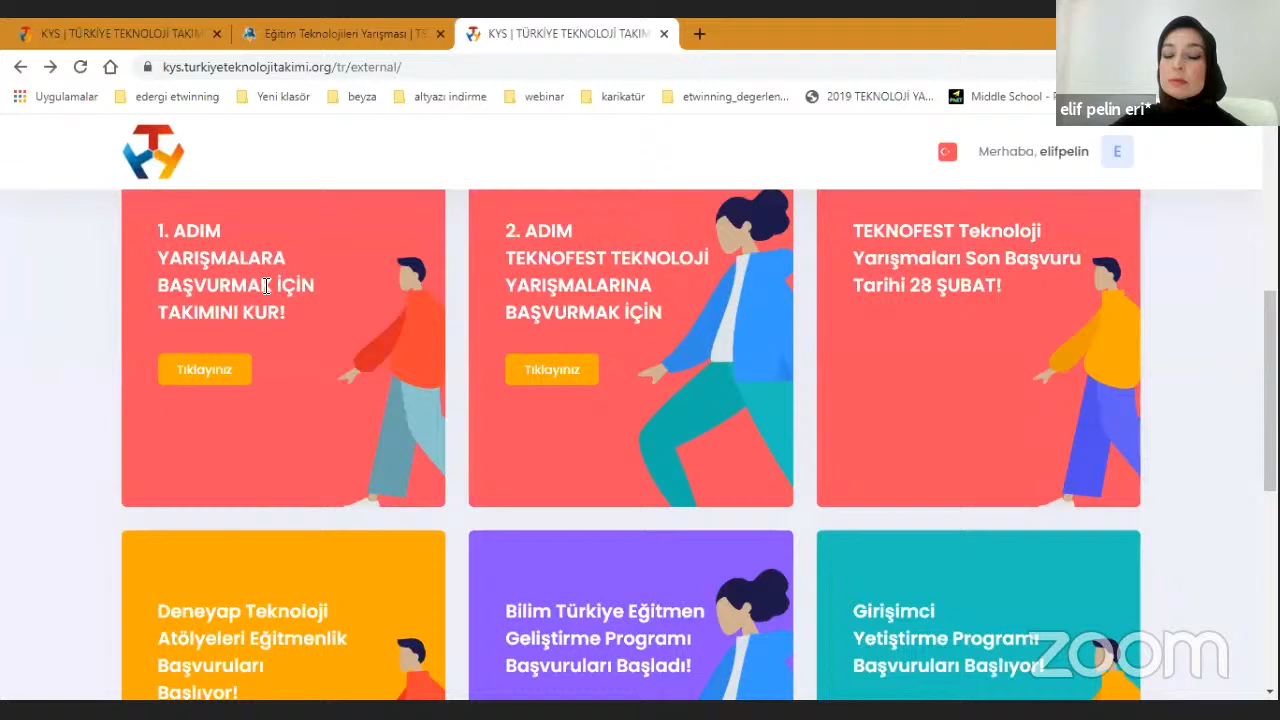 KYS | TÜRKİYE TEKNOLOJİ TAKIM
Eğitim Teknolojileri Yarışması | TS
KYS | TÜRKİYE TEKNOLOJİ TAKIM
kys.turkiyeteknolojitakimi.org/tr/external/
Uygulamalar
edergi etwinning
Yeni klasör
beyza
altyazı indirme
webinar
karikatür
etwinning_degerlen...
2019 TEKNOLOJİ YA...
Middle School - P
elif pelin eri*
Merhaba, elifpelin
E
1. ADIM
YARIŞMALARA
BAŞVURMAK İÇİN
TAKIMINI KUR!
Tıklayınız
2. ADIM
TEKNOFEST TEKNOLOJİ
YARIŞMALARINA
BAŞVURMAK İÇİN
Tıklayınız
TEKNOFEST Teknoloji
Yarışmaları Son Başvuru
Tarihi 28 ŞUBAT!
Deneyap Teknoloji
Atölyeleri Eğitmenlik
Başvuruları
Başlıyor!
Bilim Türkiye Eğitmen
Geliştirme Programı
Başvuruları Başladı!
Girişimci
Yetiştirme Programı
Başvuruları Başlıyor!
zoom